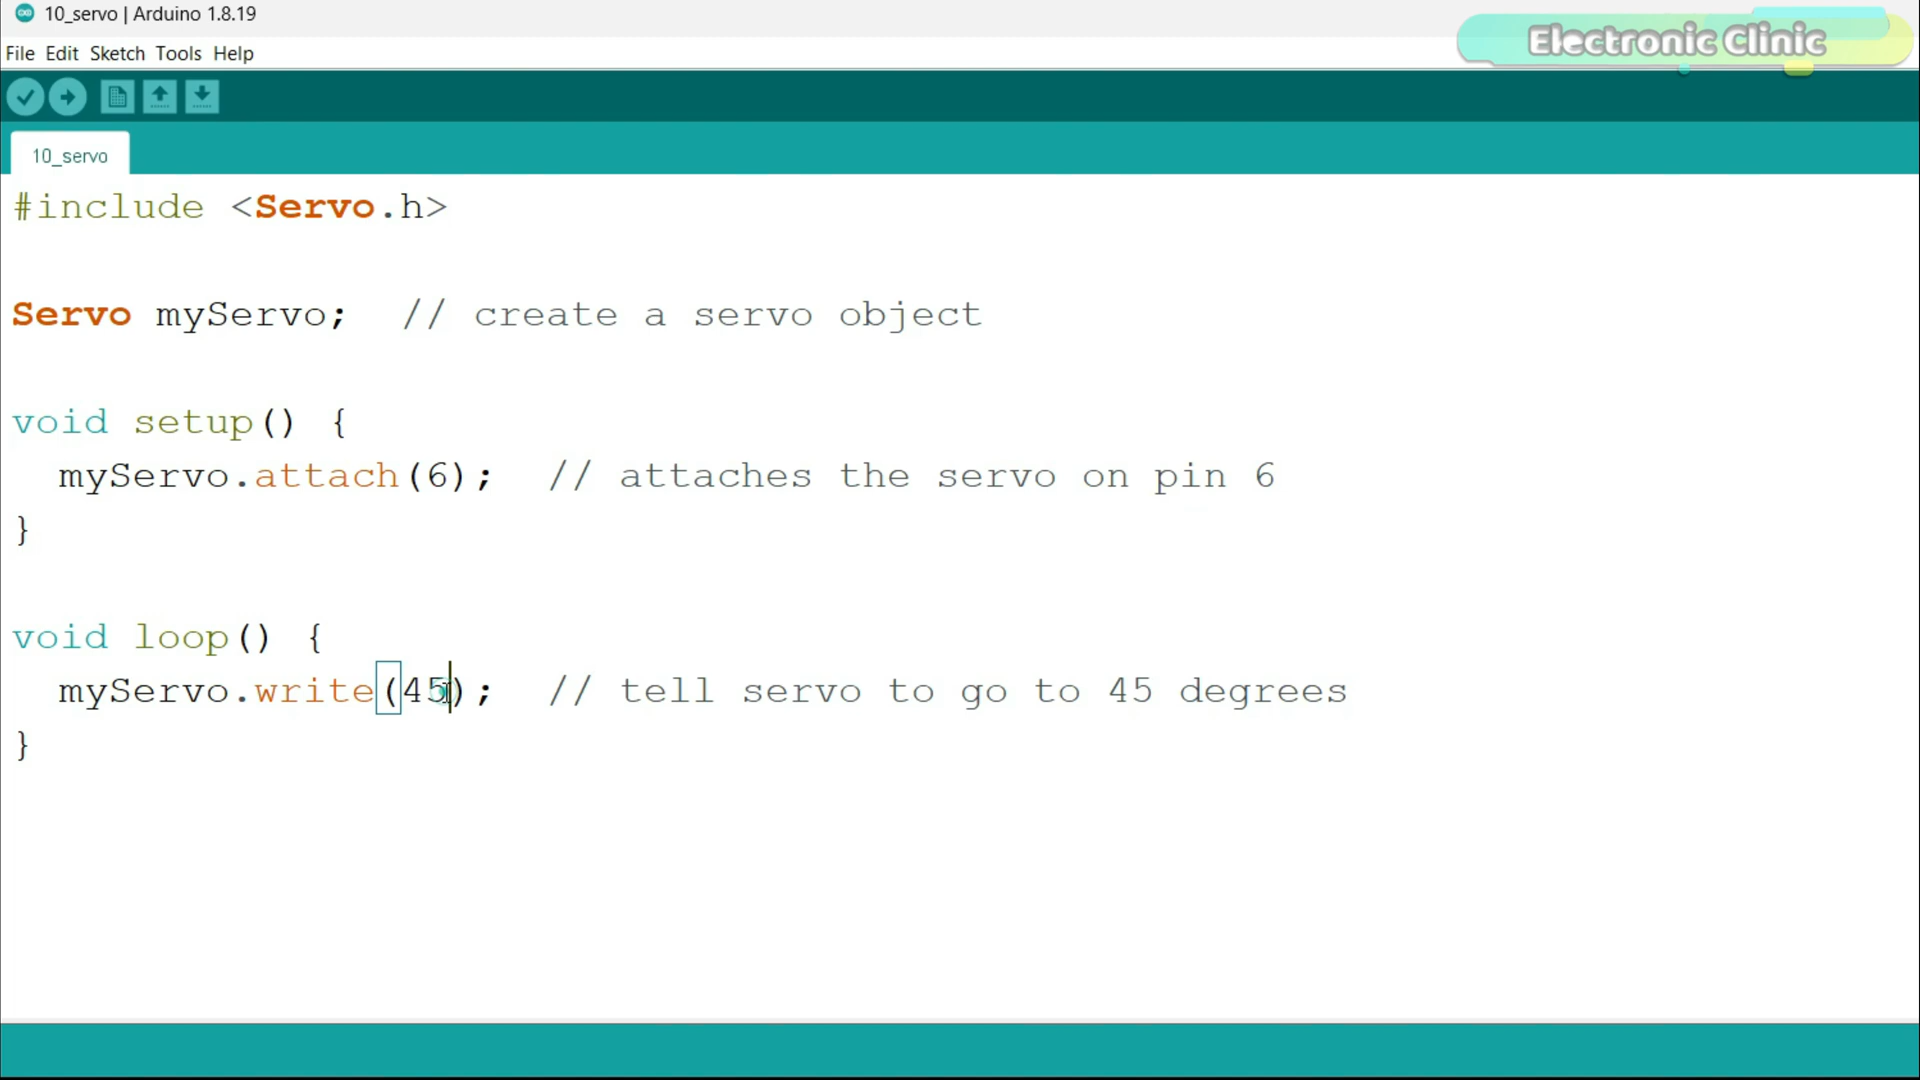 10_servo | Arduino 1.8.19
File Edit Sketch Tools Help
Electronic Clinic
10_servo
#include <Servo.h>
Servo myServo;  // create a servo object
void setup() {
  myServo.attach(6);  // attaches the servo on pin 6
}
void loop() {
  myServo.write(45);  // tell servo to go to 45 degrees
}